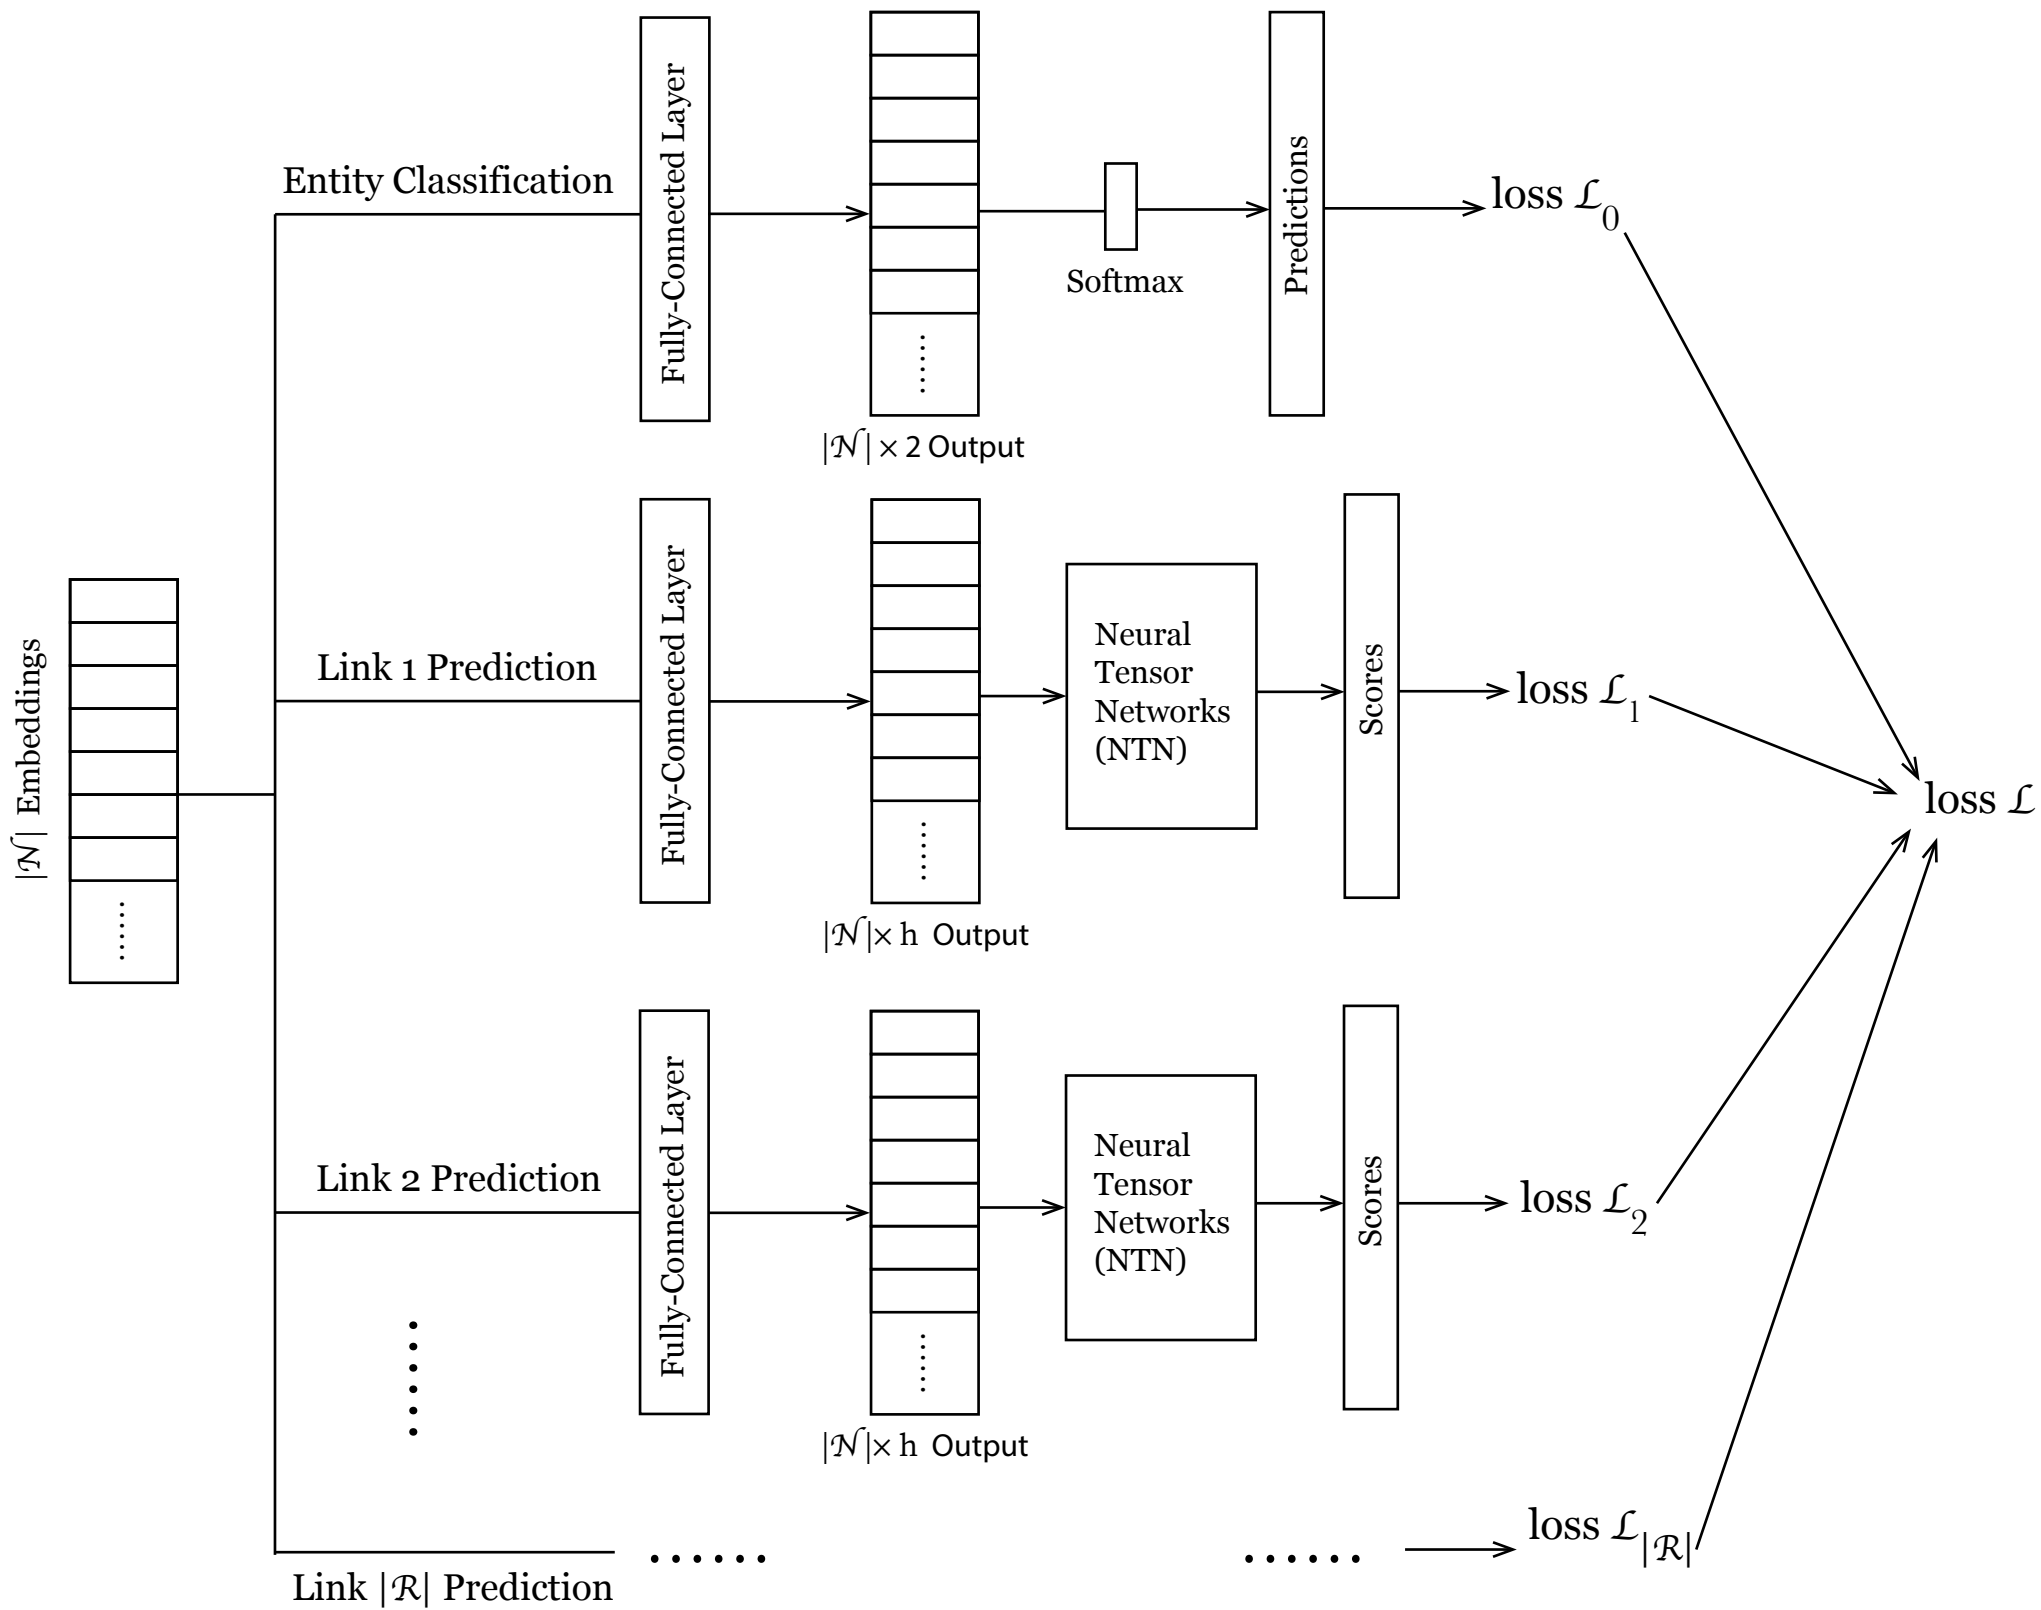 |𝒩| Embeddings
Entity Classification
Fully-Connected Layer
|𝒩| × 2 Output
Softmax
Predictions
loss ℒ₀
Link 1 Prediction
Fully-Connected Layer
|𝒩|× h Output
Neural
Tensor
Networks
(NTN)
Scores
loss ℒ₁
loss ℒ
Link 2 Prediction
Fully-Connected Layer
|𝒩|× h Output
Neural
Tensor
Networks
(NTN)
Scores
loss ℒ₂
Link |ℛ| Prediction
......
......
loss ℒ|ℛ|